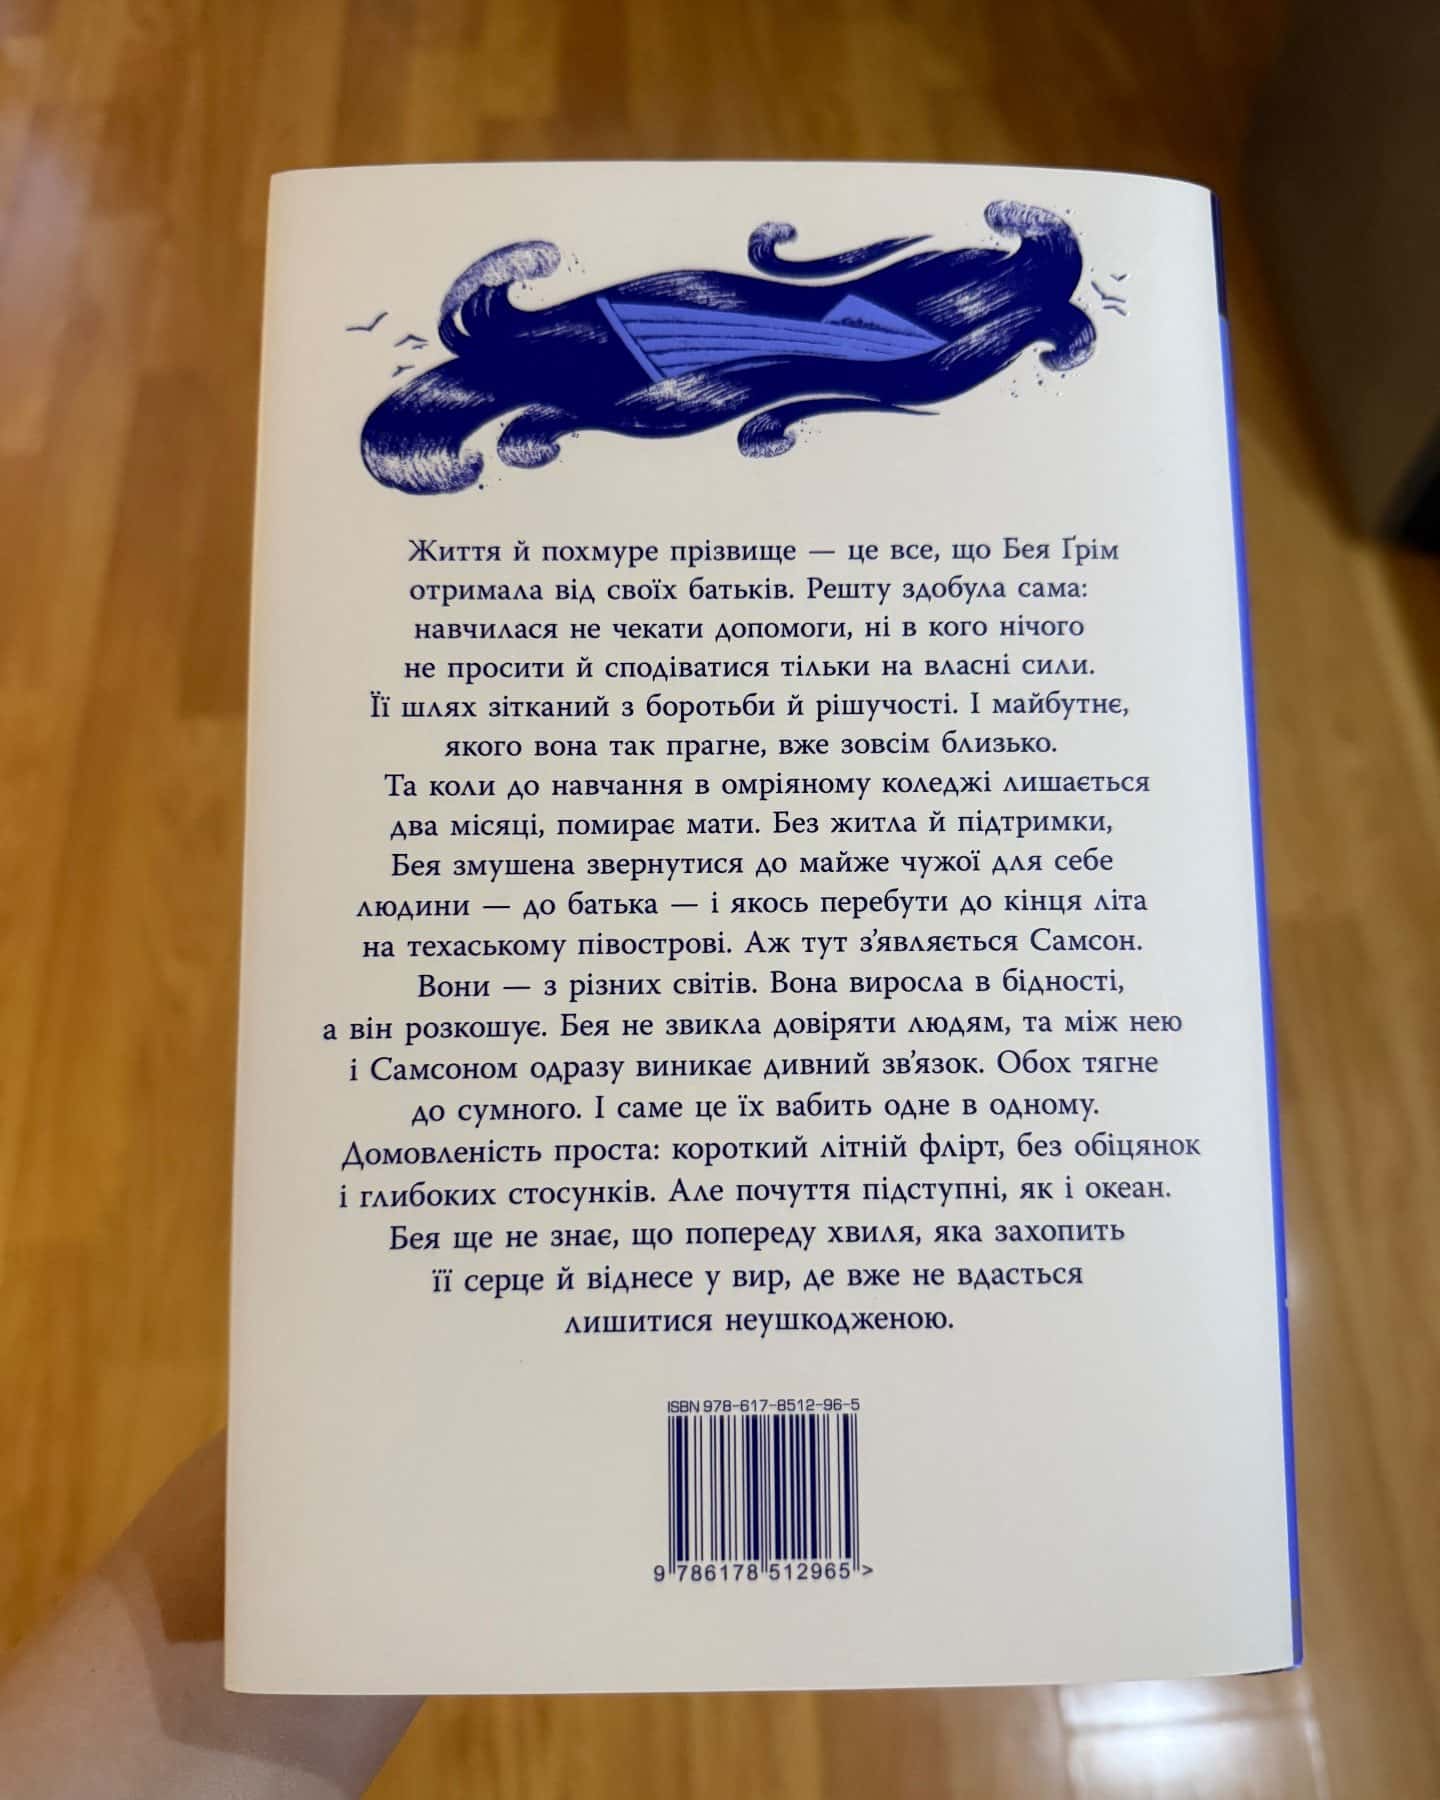 Життя й похмуре прізвище — це все, що Бея Ґрім
отримала від своїх батьків. Решту здобула сама:
навчилася не чекати допомоги, ні в кого нічого
не просити й сподіватися тільки на власні сили.
Її шлях зітканий з боротьби й рішучості. І майбутнє,
якого вона так прагне, вже зовсім близько.
Та коли до навчання в омріяному коледжі лишається
два місяці, помирає мати. Без житла й підтримки,
Бея змушена звернутися до майже чужої для себе
людини — до батька — і якось перебути до кінця літа
на техаському півострові. Аж тут з’являється Самсон.
Вони — з різних світів. Вона виросла в бідності,
а він розкошує. Бея не звикла довіряти людям, та між нею
і Самсоном одразу виникає дивний зв’язок. Обох тягне
до сумного. І саме це їх вабить одне в одному.
Домовленість проста: короткий літній флірт, без обіцянок
і глибоких стосунків. Але почуття підступні, як і океан.
Бея ще не знає, що попереду хвиля, яка захопить
її серце й віднесе у вир, де вже не вдасться
лишитися неушкодженою.
ISBN 978-617-8512-96-5
9 786178 512965 >